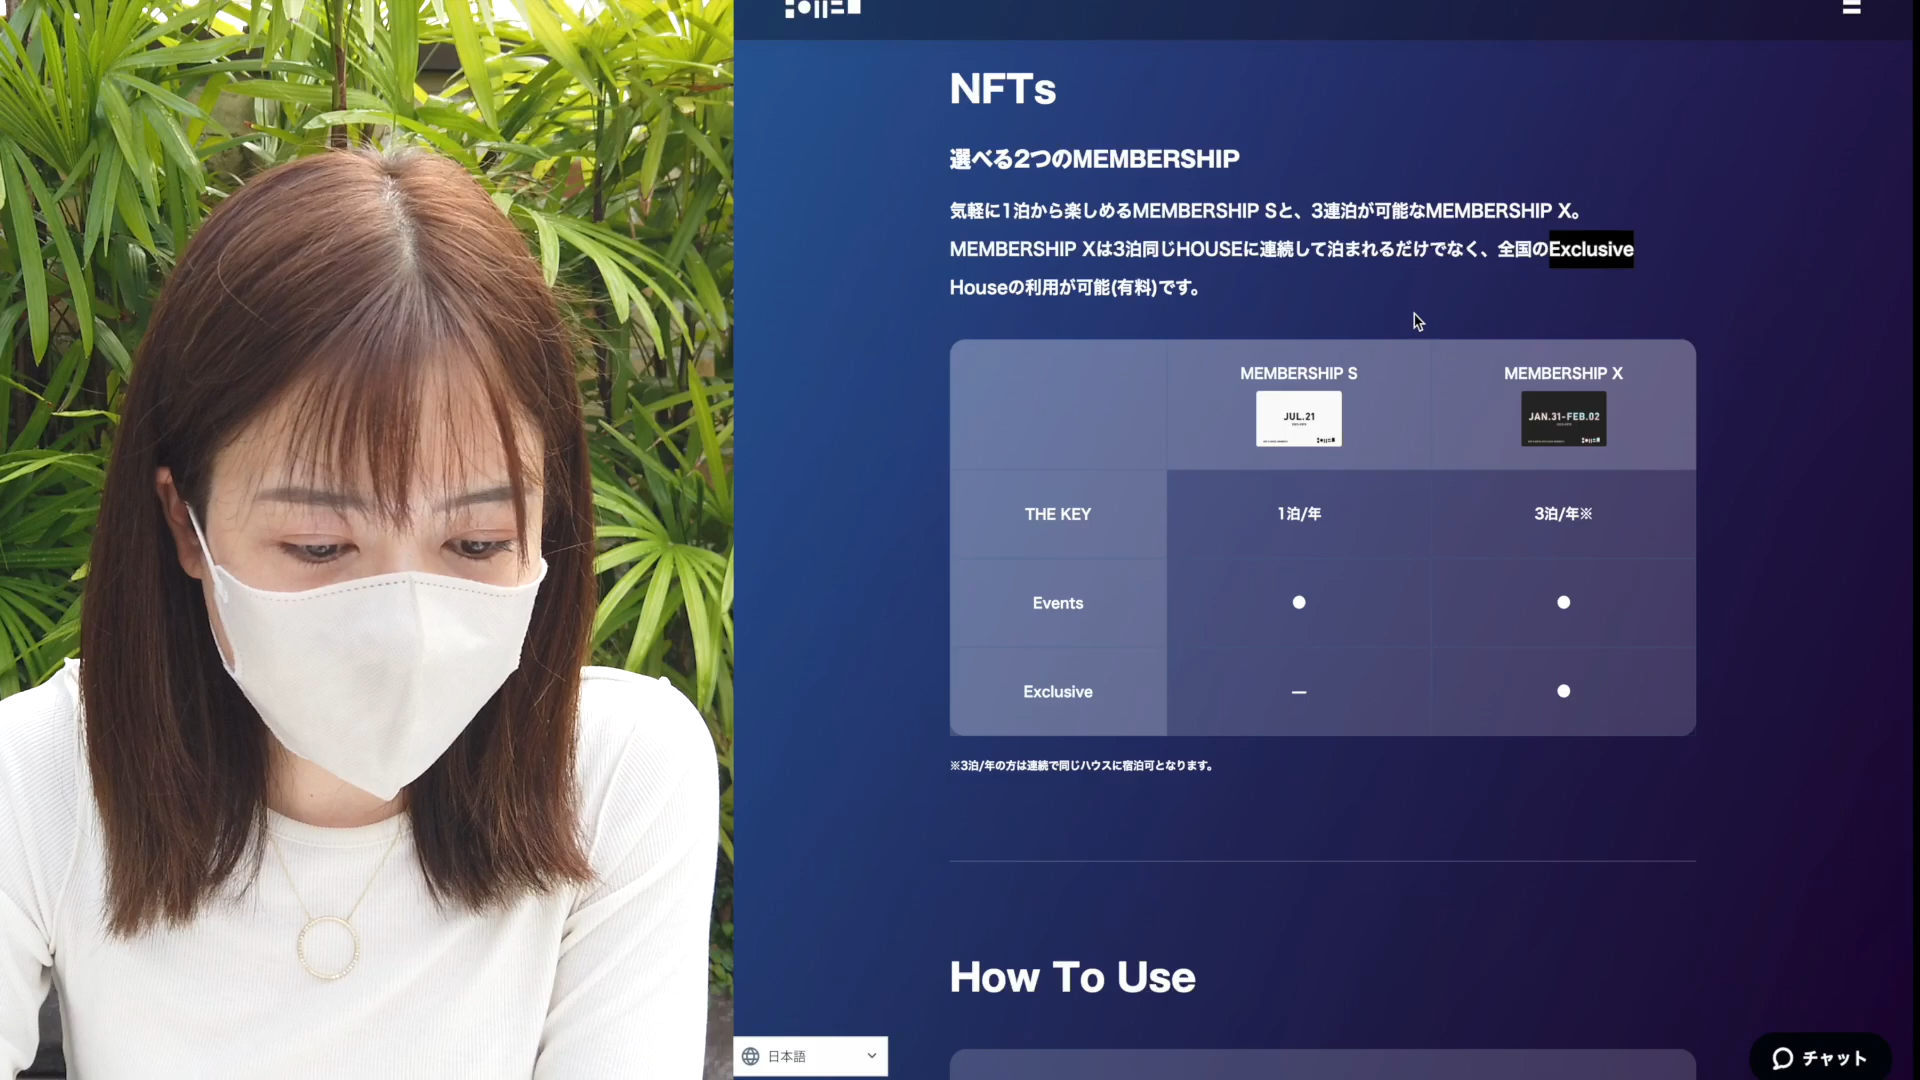 NFTs
選べる2つのMEMBERSHIP
気軽に1泊から楽しめるMEMBERSHIP Sと、3連泊が可能なMEMBERSHIP X。
MEMBERSHIP Xは3泊同じHOUSEに連続して泊まれるだけでなく、全国のExclusive
Houseの利用が可能(有料)です。
MEMBERSHIP S MEMBERSHIP X
JUL.21 JAN.31-FEB.02
THE KEY 1泊/年 3泊/年※
Events ● ●
Exclusive — ●
※3泊/年の方は連続で同じハウスに宿泊可となります。
How To Use
日本語
チャット